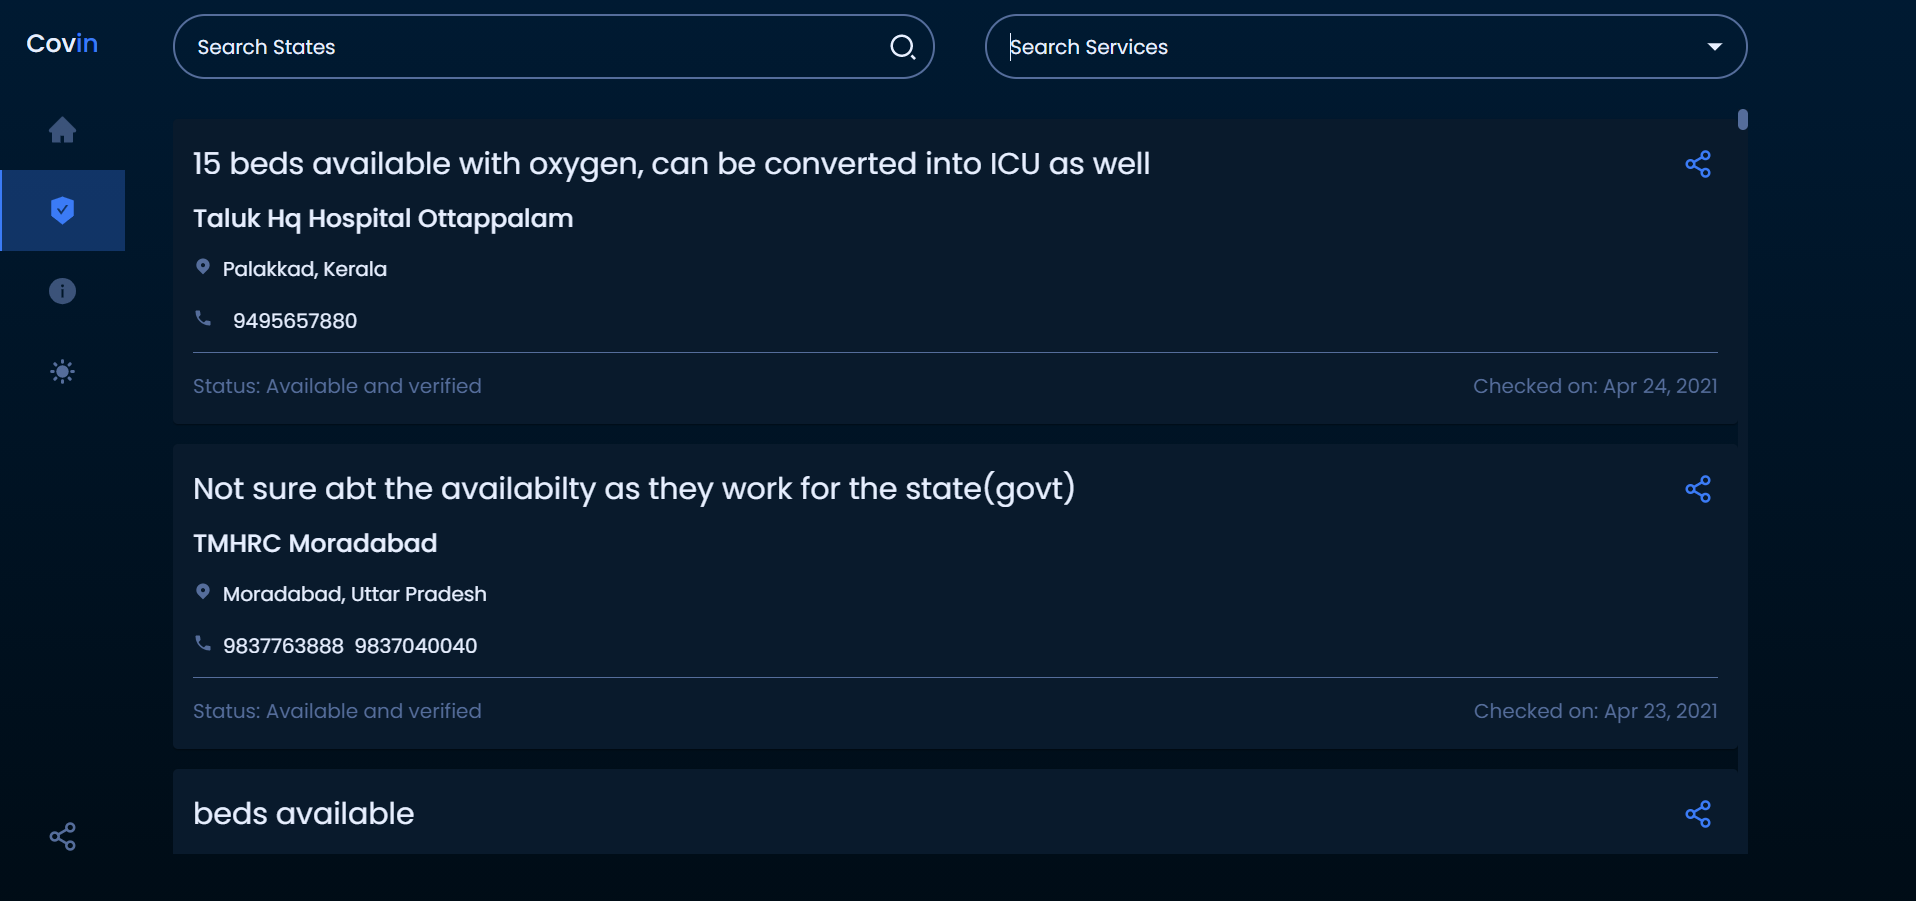 Covin
Search States
Search Services
15 beds available with oxygen, can be converted into ICU as well
Taluk Hq Hospital Ottappalam
Palakkad, Kerala
9495657880
Status: Available and verified
Checked on: Apr 24, 2021
Not sure abt the availabilty as they work for the state(govt)
TMHRC Moradabad
Moradabad, Uttar Pradesh
9837763888 9837040040
Status: Available and verified
Checked on: Apr 23, 2021
beds available